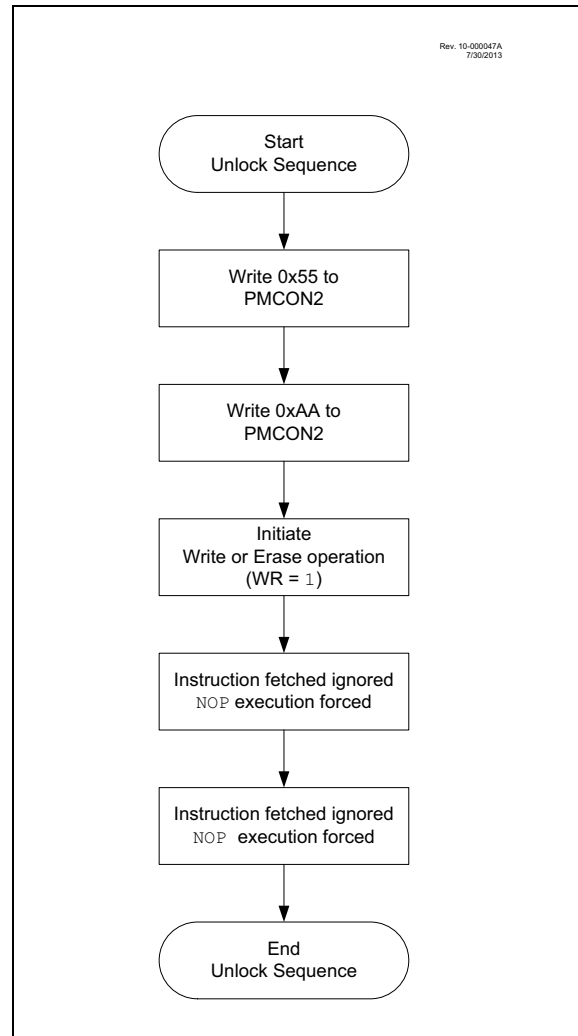 Rev. 10-000047A
7/30/2013
Start
Unlock Sequence
Write 0x55 to
PMCON2
Write 0xAA to
PMCON2
Initiate
Write or Erase operation
(WR = 1)
Instruction fetched ignored
NOP execution forced
Instruction fetched ignored
NOP execution forced
End
Unlock Sequence